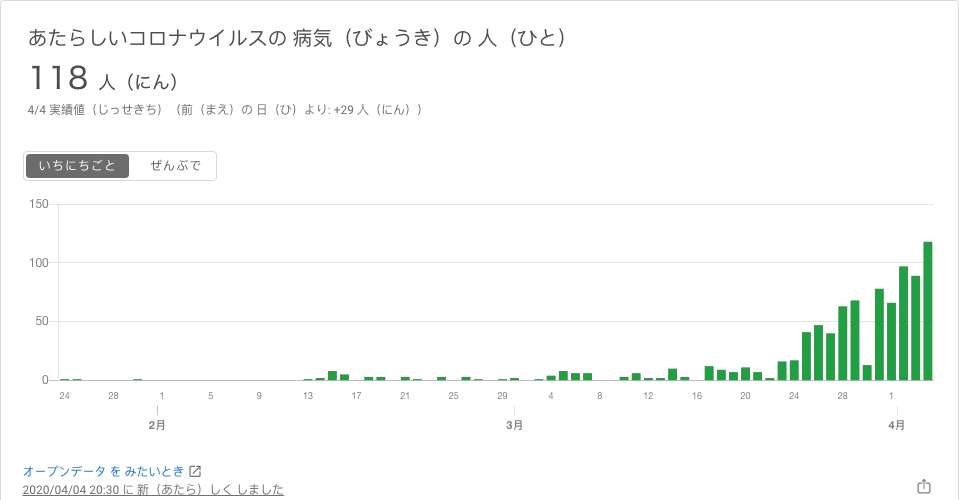 あたらしいコロナウイルスの 病気（びょうき）の 人（ひと）
118 人（にん）
4/4 実績値（じっせきち）（前（まえ）の 日（ひ）より: +29 人（にん））
いちにちごと ぜんぶで
150
100
50
0
24 28 1 5 9 13 17 21 25 29 4 8 12 16 20 24 28 1
2月 3月 4月
オープンデータ を みたいとき
2020/04/04 20:30 に 新（あたら）しく しました